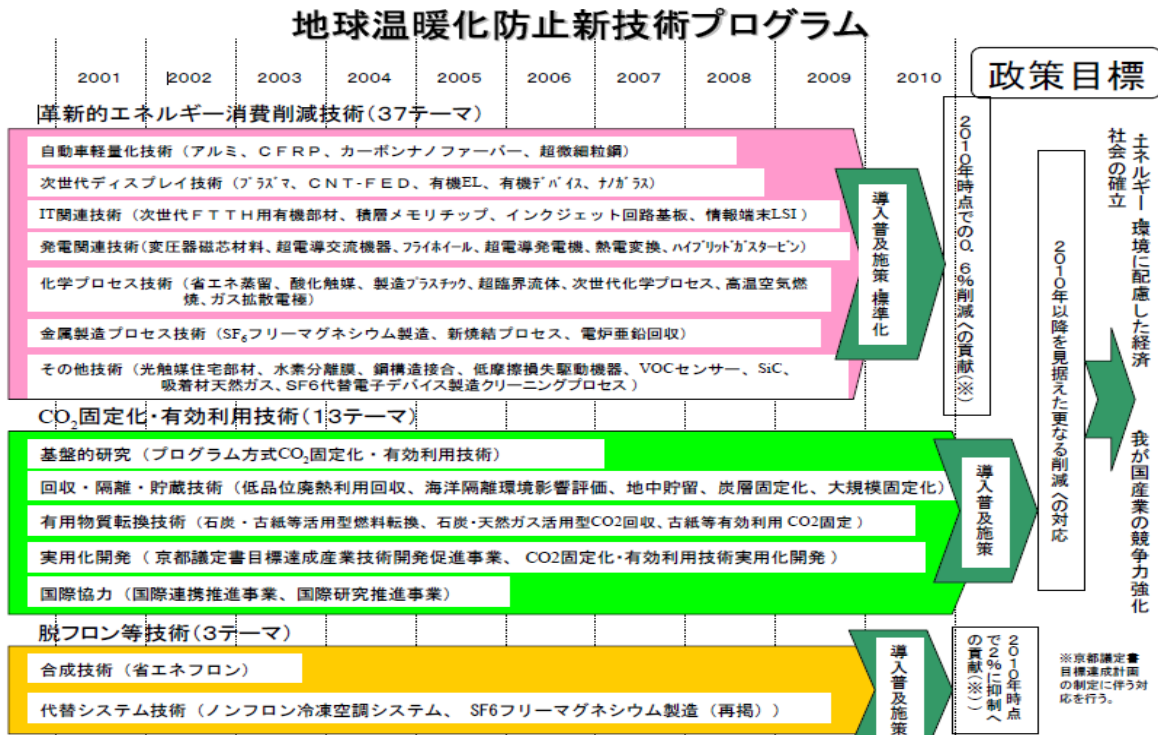 地球温暖化防止新技術プログラム
2001 2002 2003 2004 2005 2006 2007 2008 2009 2010
政策目標
革新的エネルギー消費削減技術(37テーマ)
自動車軽量化技術(アルミ、CFRP、カーボンナノファーバー、超微細粒鋼)
次世代ディスプレイ技術(プラズマ、CNT-FED、有機EL、有機デバイス、ナノガラス)
IT関連技術(次世代FTTH用有機部材、積層メモリチップ、インクジェット回路基板、情報端末LSI)
発電関連技術(変圧器磁芯材料、超電導交流機器、フライホイール、超電導発電機、熱電変換、ハイブリッドガスタービン)
化学プロセス技術(省エネ蒸留、酸化触媒、製造プラスチック、超臨界流体、次世代化学プロセス、高温空気燃
焼、ガス拡散電極)
金属製造プロセス技術(SF₆フリーマグネシウム製造、新焼結プロセス、電炉亜鉛回収)
その他技術(光触媒住宅部材、水素分離膜、鋼構造接合、低摩擦損失駆動機器、VOCセンサー、SiC、
吸着材天然ガス、SF6代替電子デバイス製造クリーニングプロセス)
導入普及施策・標準化
2010年時点での0.6%削減への貢献(※)
CO₂固定化・有効利用技術(13テーマ)
基盤的研究(プログラム方式CO₂固定化・有効利用技術)
回収・隔離・貯蔵技術(低品位廃熱利用回収、海洋隔離環境影響評価、地中貯留、炭層固定化、大規模固定化)
有用物質転換技術(石炭・古紙等活用型燃料転換、石炭・天然ガス活用型CO2回収、古紙等有効利用CO2固定)
実用化開発(京都議定書目標達成産業技術開発促進事業、CO2固定化・有効利用技術実用化開発)
国際協力(国際連携推進事業、国際研究推進事業)
導入普及施策
2010年以降を見据えた更なる削減への対応
脱フロン等技術(3テーマ)
合成技術(省エネフロン)
代替システム技術(ノンフロン冷凍空調システム、SF6フリーマグネシウム製造(再掲))
導入普及施策
2010年時点
で2%に抑制へ
の貢献(※)
・エネルギー・環境に配慮した経済
社会の確立
・我が国産業の競争力強化
※京都議定書
目標達成計画
の制定に伴う対
応を行う。